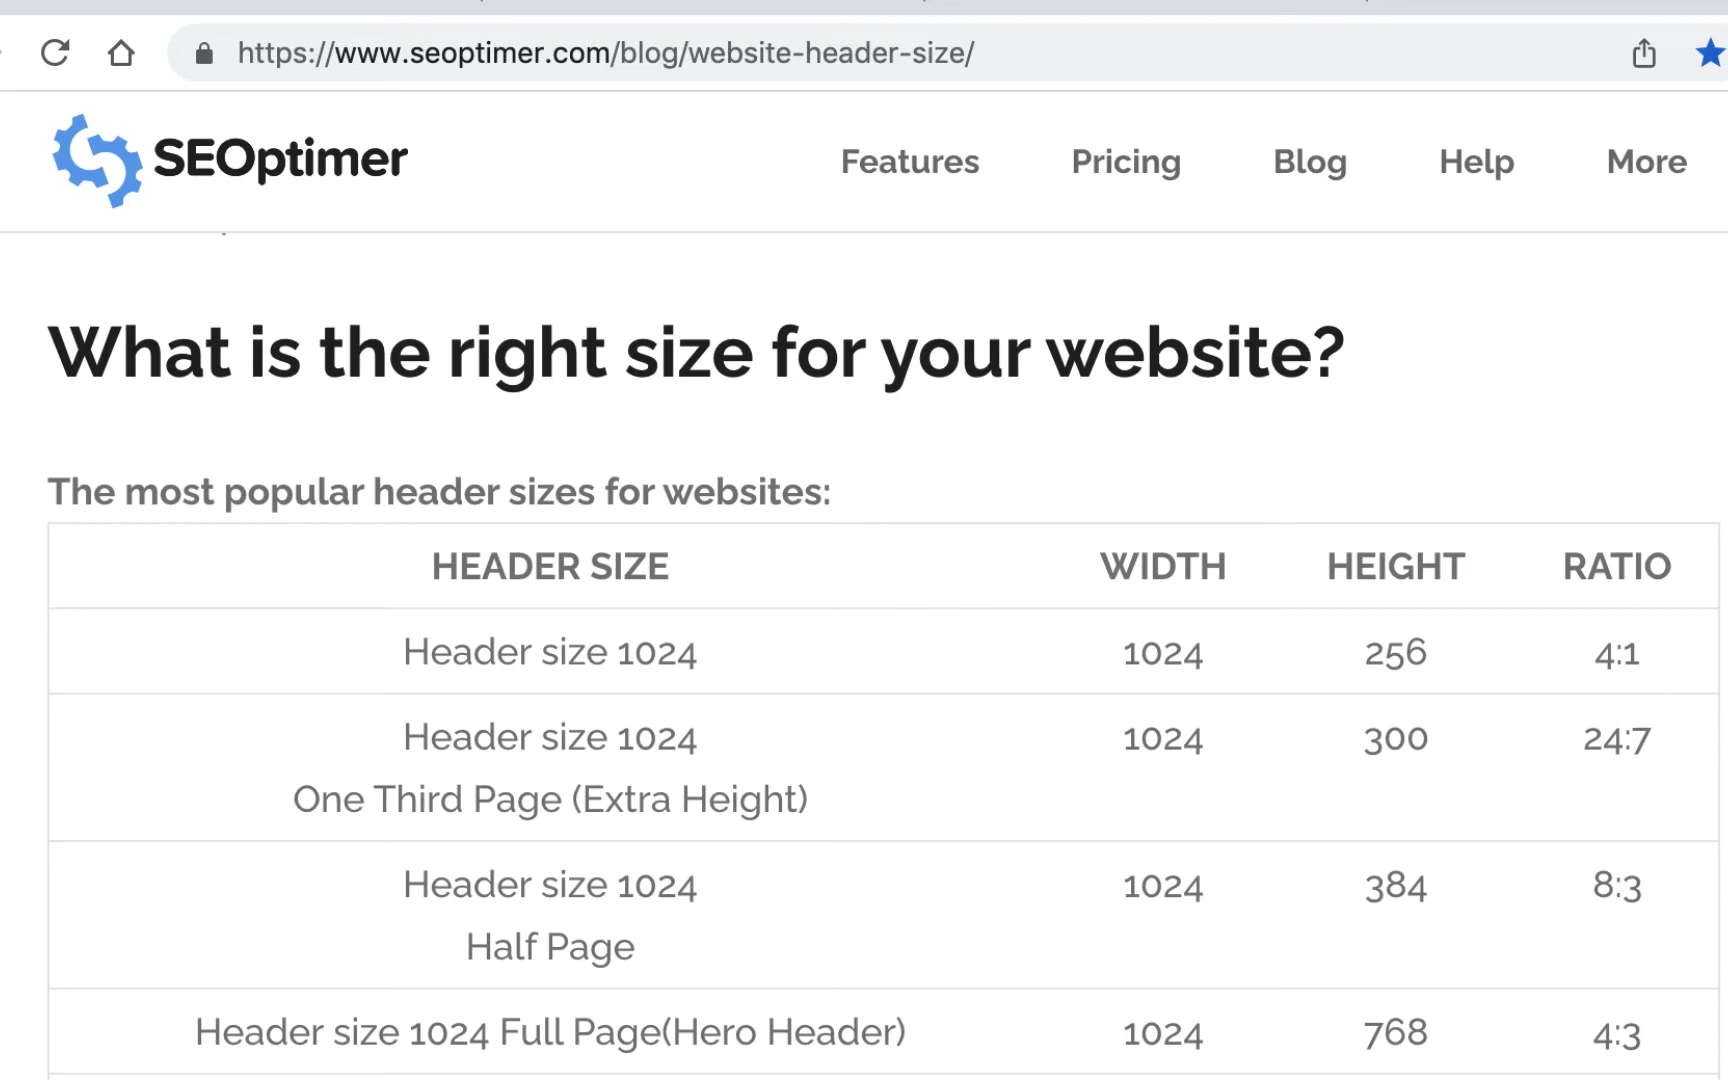 https://www.seoptimer.com/blog/website-header-size/
SEOptimer Features Pricing Blog Help More
What is the right size for your website?
The most popular header sizes for websites:
HEADER SIZE WIDTH HEIGHT RATIO
Header size 1024 1024 256 4:1
Header size 1024 1024 300 24:7
One Third Page (Extra Height)
Header size 1024 1024 384 8:3
Half Page
Header size 1024 Full Page(Hero Header) 1024 768 4:3